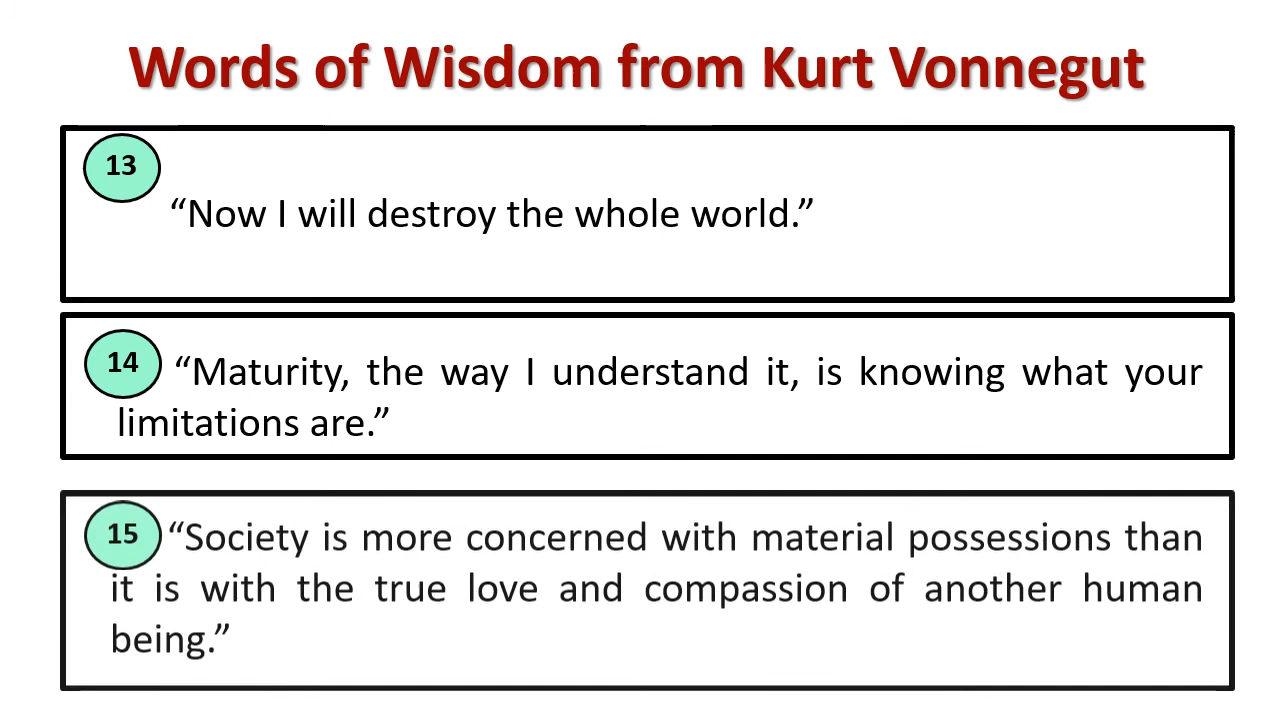 Words of Wisdom from Kurt Vonnegut
13
“Now I will destroy the whole world.”
14
“Maturity, the way I understand it, is knowing what your
limitations are.”
15
“Society is more concerned with material possessions than
it is with the true love and compassion of another human
being.”